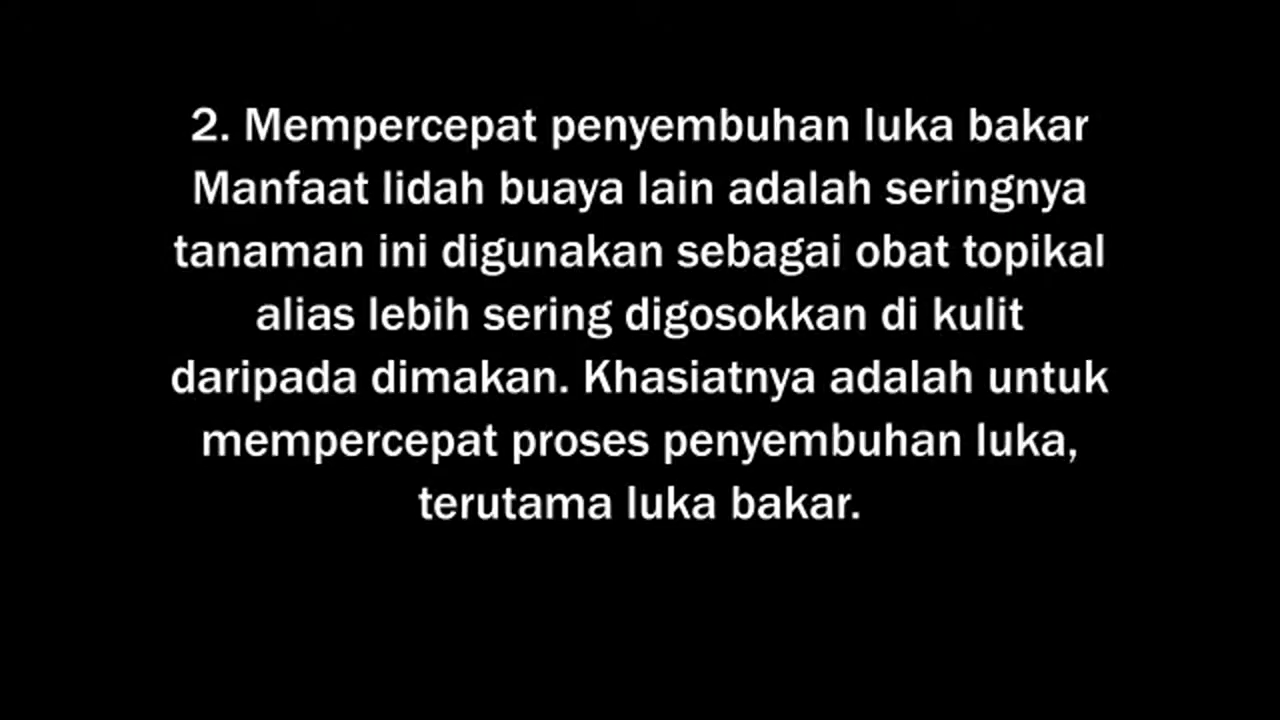 2. Mempercepat penyembuhan luka bakar
Manfaat lidah buaya lain adalah seringnya
tanaman ini digunakan sebagai obat topikal
alias lebih sering digosokkan di kulit
daripada dimakan. Khasiatnya adalah untuk
mempercepat proses penyembuhan luka,
terutama luka bakar.